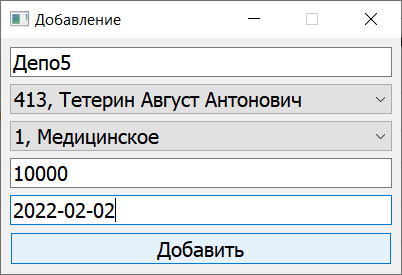 Добавление
Депо5
413, Тетерин Август Антонович
1, Медицинское
10000
2022-02-02
Добавить